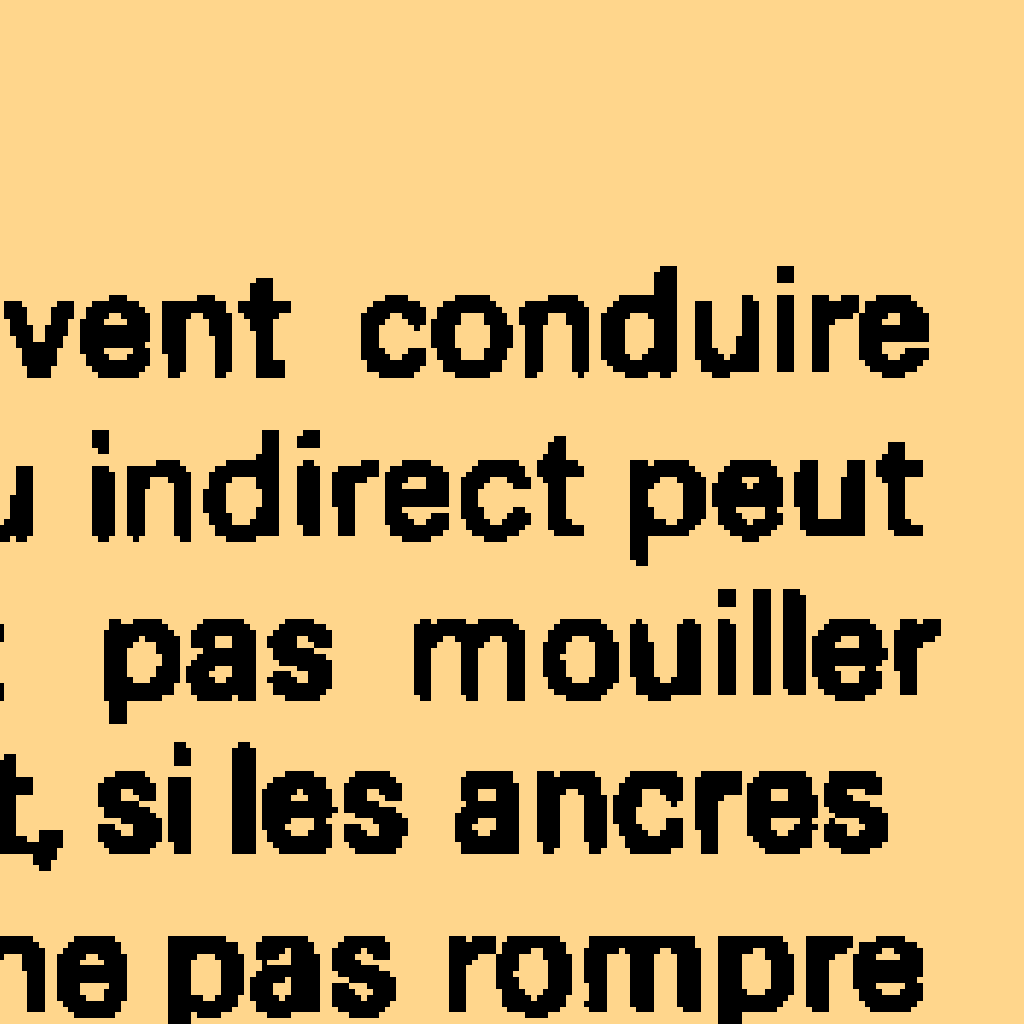 vent conduire
u indirect peut
pas mouiller
t, si les ancres
ne pas rompre